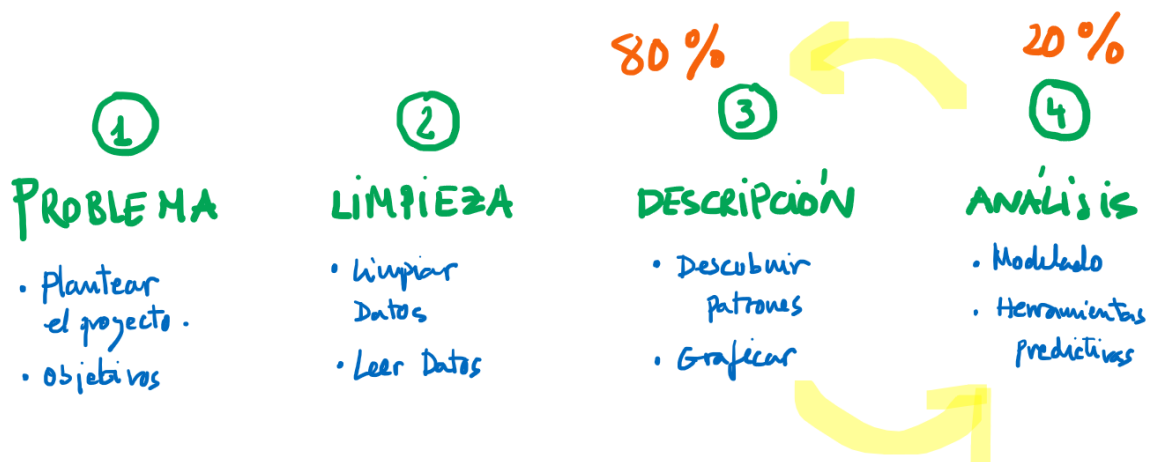 80 %
20 %
1
2
3
4
PROBLEMA
LIMPIEZA
DESCRIPCIÓN
ANÁLISIS
• Plantear
el proyecto.
• Objetivos
• Limpiar
Datos
• Leer Datos
• Descubrir
patrones
• Graficar
• Modelado
• Herramientas
predictivas